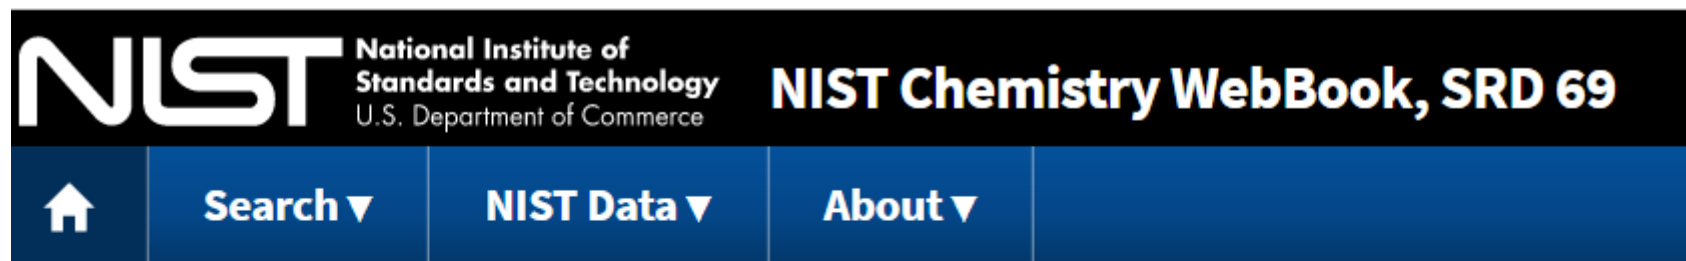 NIST
National Institute of
Standards and Technology
U.S. Department of Commerce
NIST Chemistry WebBook, SRD 69
Search ▼
NIST Data ▼
About ▼